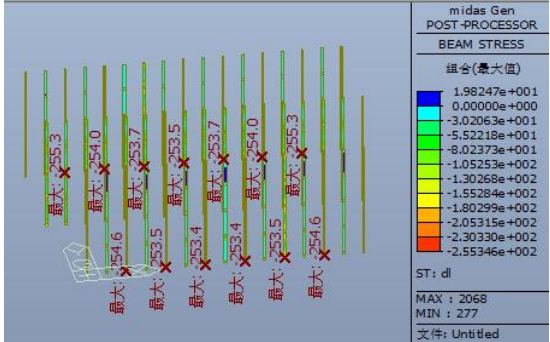 midas Gen
POST-PROCESSOR
BEAM STRESS
组合(最大值)
1.98247e+001
0.00000e+000
-3.02063e+001
-5.52218e+001
-8.02373e+001
-1.05253e+002
-1.30268e+002
-1.55284e+002
-1.80299e+002
-2.05315e+002
-2.30330e+002
-2.55346e+002
ST: dl
MAX : 2068
MIN : 277
文件: Untitled
最大: -255.3
最大: -254.0
最大: -253.7
最大: -253.5
最大: -253.7
最大: -254.0
最大: -255.3
最大: -254.6
最大: -253.5
最大: -253.4
最大: -253.4
最大: -253.5
最大: -254.6